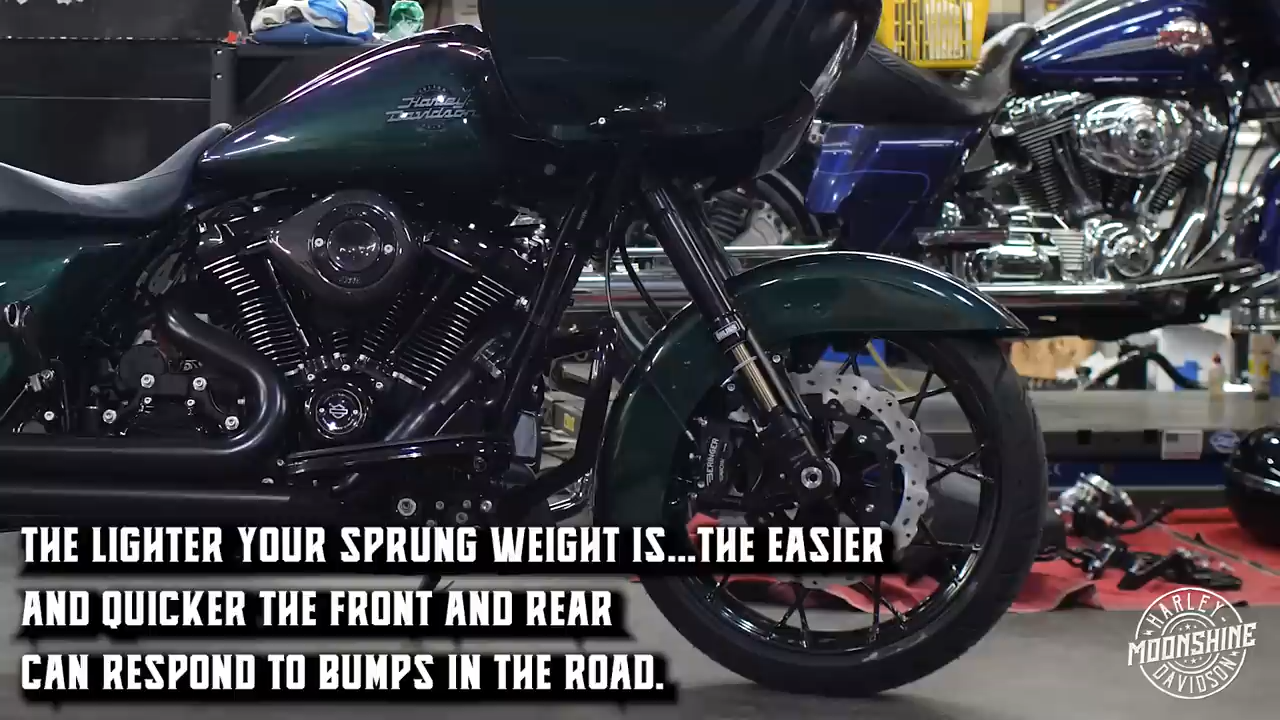 Harley-
Davidson
BERINGER
THE LIGHTER YOUR SPRUNG WEIGHT IS...THE EASIER
AND QUICKER THE FRONT AND REAR
CAN RESPOND TO BUMPS IN THE ROAD.
HARLEY
MOONSHINE
DAVIDSON